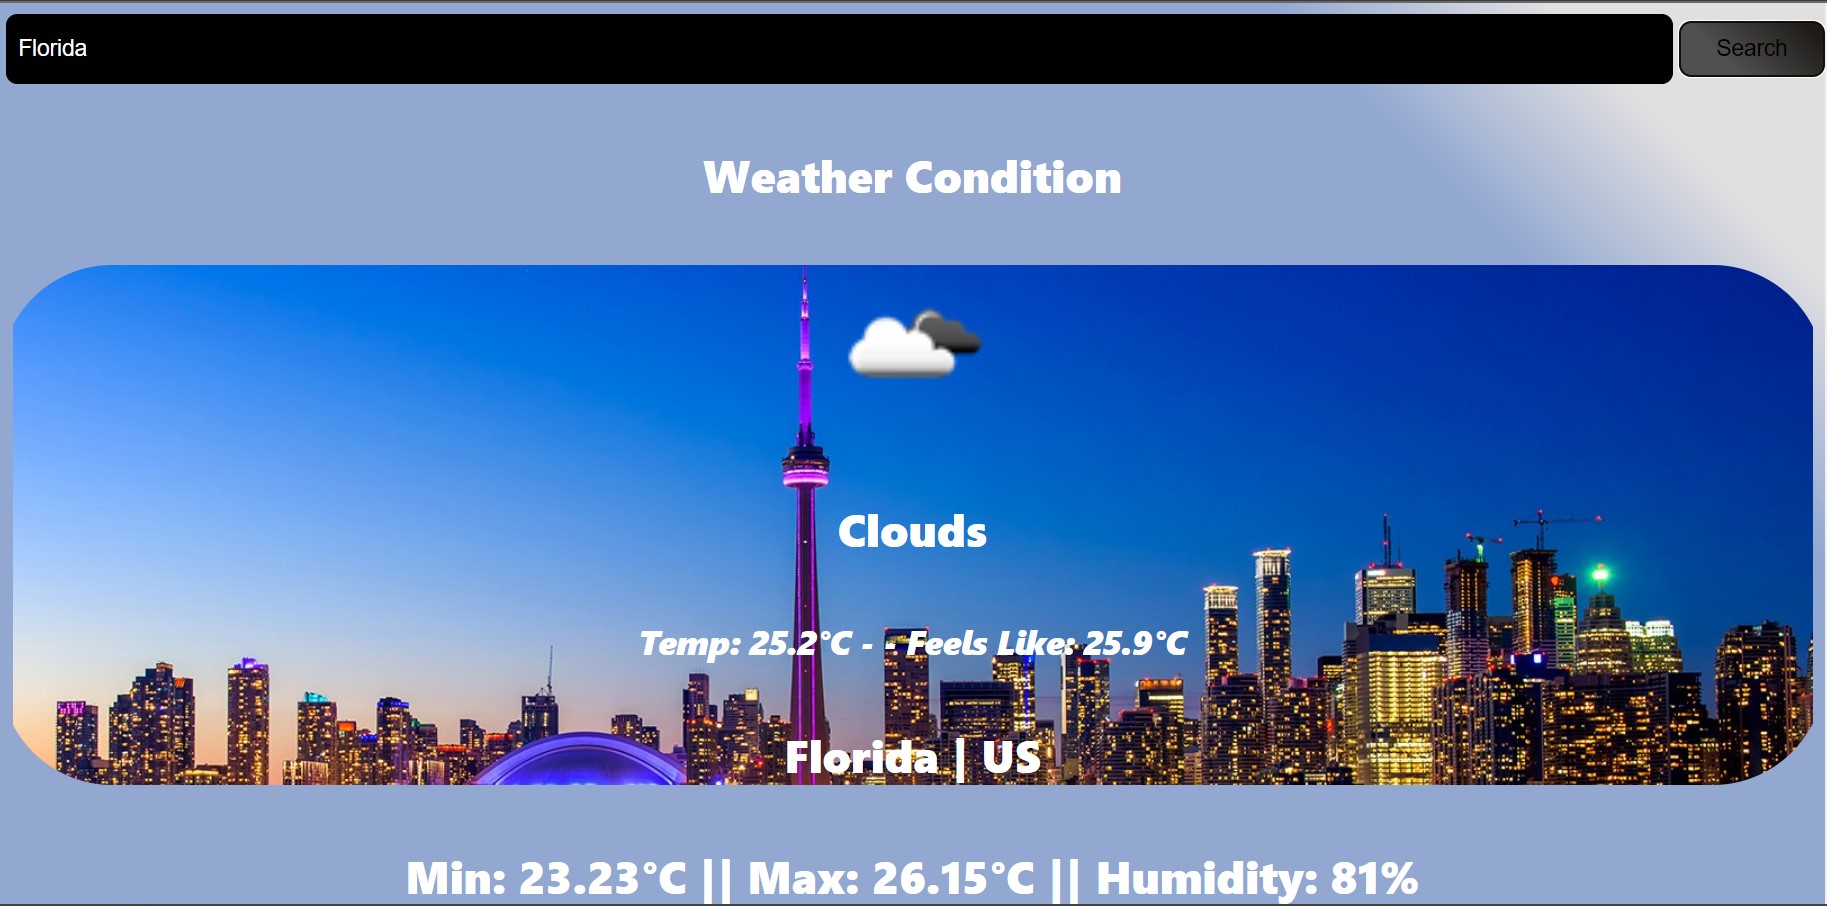 Florida
Search
Weather Condition
Clouds
Temp: 25.2°C - - Feels Like: 25.9°C
Florida | US
Min: 23.23°C || Max: 26.15°C || Humidity: 81%